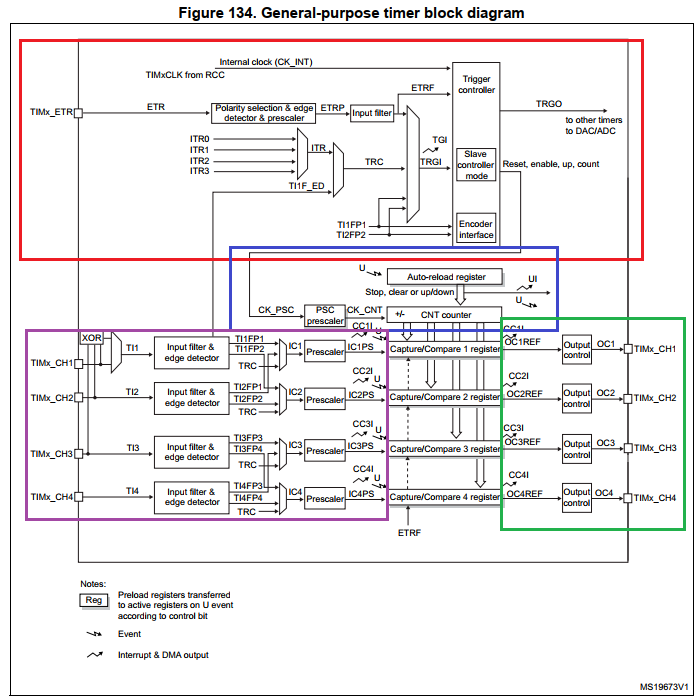 Figure 134. General-purpose timer block diagram
Internal clock (CK_INT)
TIMxCLK from RCC
Trigger
controller
ETRF
TIMx_ETR
ETR
Polarity selection & edge
detector & prescaler
ETRP
Input filter
TRGO
to other timers
to DAC/ADC
ITR0
ITR1
ITR2
ITR3
ITR
TRC
TI1F_ED
TGI
TRGI
Slave
controller
mode
Reset, enable, up, count
TI1FP1
TI2FP2
Encoder
interface
U
Auto-reload register
UI
Stop, clear or up/down
U
CK_PSC
PSC
prescaler
CK_CNT
+/-
CNT counter
XOR
TIMx_CH1
TI1
Input filter &
edge detector
TI1FP1
TI1FP2
TRC
IC1
Prescaler
IC1PS
CC1I
U
Capture/Compare 1 register
CC1I
OC1REF
Output
control
OC1
TIMx_CH1
TIMx_CH2
TI2
Input filter &
edge detector
TI2FP1
TI2FP2
TRC
IC2
Prescaler
IC2PS
CC2I
U
Capture/Compare 2 register
CC2I
OC2REF
Output
control
OC2
TIMx_CH2
TIMx_CH3
TI3
Input filter &
edge detector
TI3FP3
TI3FP4
TRC
IC3
Prescaler
IC3PS
CC3I
U
Capture/Compare 3 register
CC3I
OC3REF
Output
control
OC3
TIMx_CH3
TIMx_CH4
TI4
Input filter &
edge detector
TI4FP3
TI4FP4
TRC
IC4
Prescaler
IC4PS
CC4I
U
Capture/Compare 4 register
CC4I
OC4REF
Output
control
OC4
TIMx_CH4
ETRF
Notes:
Reg
Preload registers transferred
to active registers on U event
according to control bit
Event
Interrupt & DMA output
MS19673V1